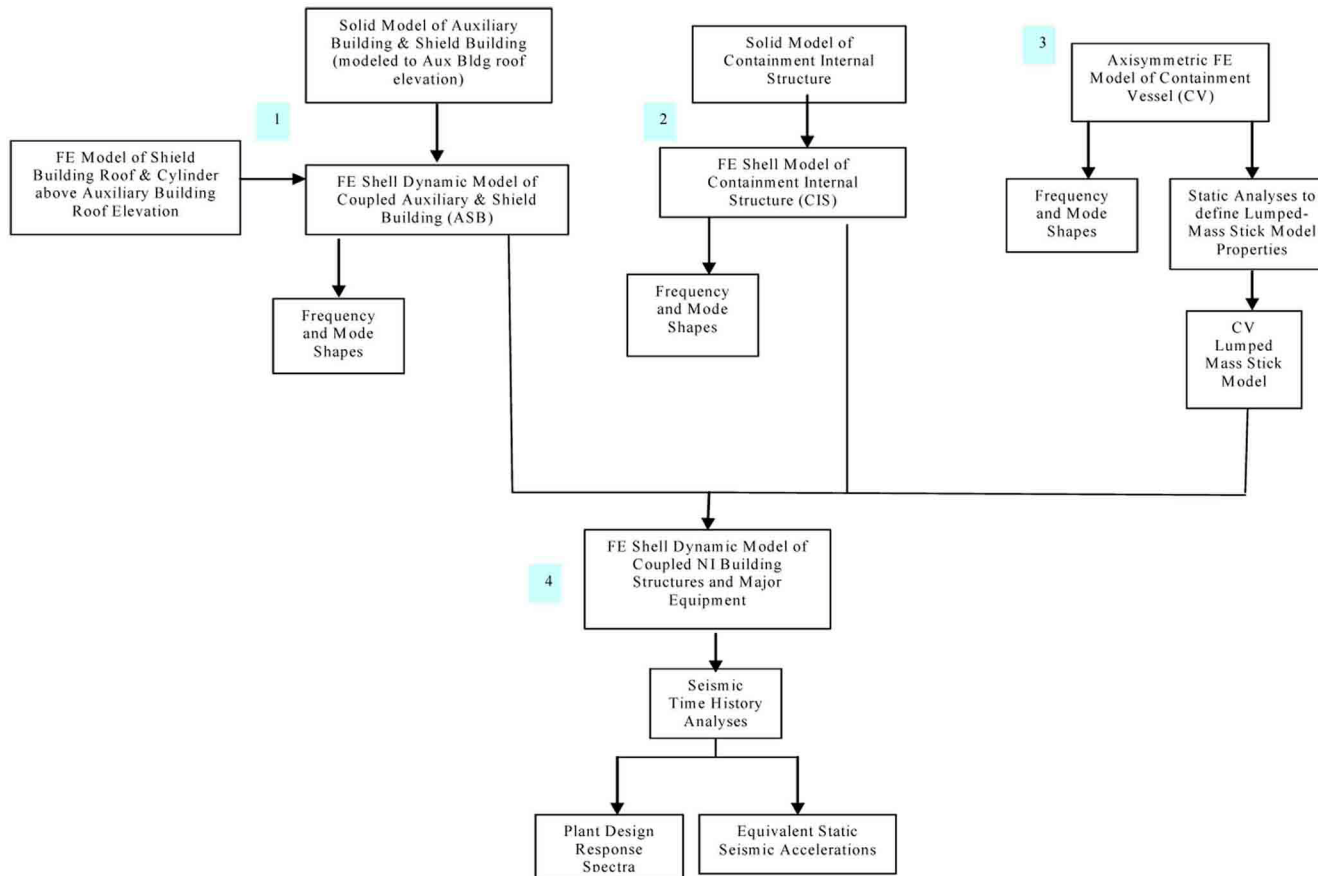 Solid Model of Auxiliary
Building & Shield Building
(modeled to Aux Bldg roof
elevation)
Solid Model of
Containment Internal
Structure
3
Axisymmetric FE
Model of Containment
Vessel (CV)
1
2
FE Model of Shield
Building Roof & Cylinder
above Auxiliary Building
Roof Elevation
FE Shell Dynamic Model of
Coupled Auxiliary & Shield
Building (ASB)
FE Shell Model of
Containment Internal
Structure (CIS)
Frequency
and Mode
Shapes
Static Analyses to
define Lumped-
Mass Stick Model
Properties
Frequency
and Mode
Shapes
Frequency
and Mode
Shapes
CV
Lumped
Mass Stick
Model
4
FE Shell Dynamic Model of
Coupled NI Building
Structures and Major
Equipment
Seismic
Time History
Analyses
Plant Design
Response
Spectra
Equivalent Static
Seismic Accelerations